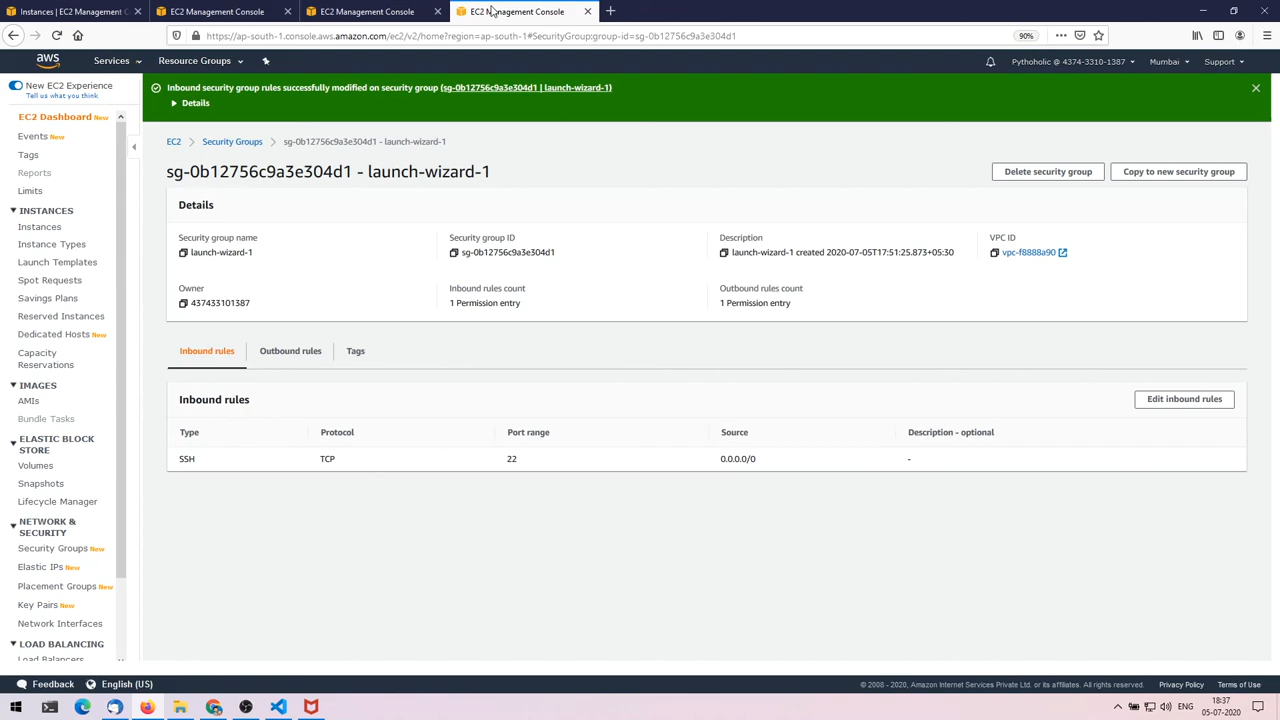 Instances | EC2 Management Co
EC2 Management Console
EC2 Management Console
EC2 Management Console
https://ap-south-1.console.aws.amazon.com/ec2/v2/home?region=ap-south-1#SecurityGroup:group-id=sg-0b12756c9a3e304d1
90%
aws
Services
Resource Groups
Pythoholic @ 4374-3310-1387
Mumbai
Support
New EC2 Experience
Tell us what you think
EC2 Dashboard New
Events New
Tags
Reports
Limits
INSTANCES
Instances
Instance Types
Launch Templates
Spot Requests
Savings Plans
Reserved Instances
Dedicated Hosts New
Capacity
Reservations
IMAGES
AMIs
Bundle Tasks
ELASTIC BLOCK
STORE
Volumes
Snapshots
Lifecycle Manager
NETWORK &
SECURITY
Security Groups New
Elastic IPs New
Placement Groups New
Key Pairs New
Network Interfaces
LOAD BALANCING
Load Balancers
Inbound security group rules successfully modified on security group (sg-0b12756c9a3e304d1 | launch-wizard-1)
Details
EC2
Security Groups
sg-0b12756c9a3e304d1 - launch-wizard-1
sg-0b12756c9a3e304d1 - launch-wizard-1
Delete security group
Copy to new security group
Details
Security group name
launch-wizard-1
Security group ID
sg-0b12756c9a3e304d1
Description
launch-wizard-1 created 2020-07-05T17:51:25.873+05:30
VPC ID
vpc-f8888a90
Owner
437433101387
Inbound rules count
1 Permission entry
Outbound rules count
1 Permission entry
Inbound rules
Outbound rules
Tags
Inbound rules
Edit inbound rules
Type
Protocol
Port range
Source
Description - optional
SSH
TCP
22
0.0.0.0/0
-
Feedback
English (US)
© 2008 - 2020, Amazon Internet Services Private Ltd. or its affiliates. All rights reserved.
Privacy Policy
Terms of Use
ENG
18:37
05-07-2020